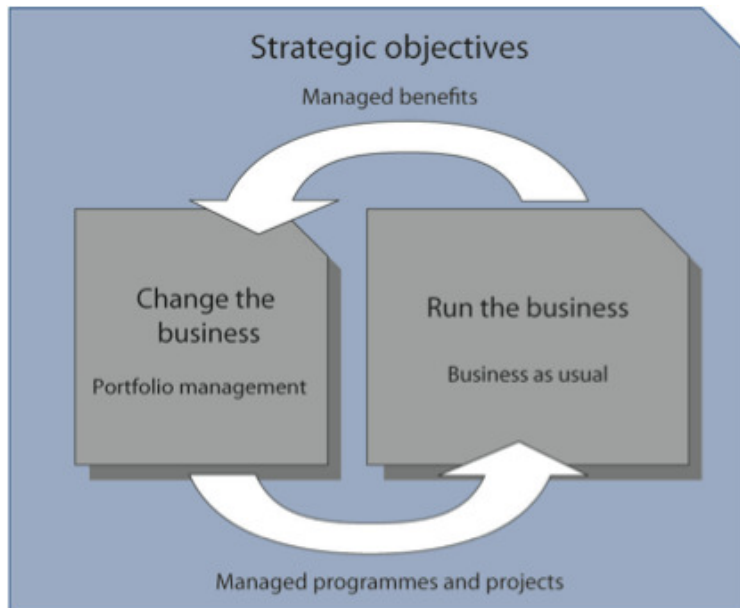 Strategic objectives
Managed benefits
Change the
business
Portfolio management
Run the business
Business as usual
Managed programmes and projects